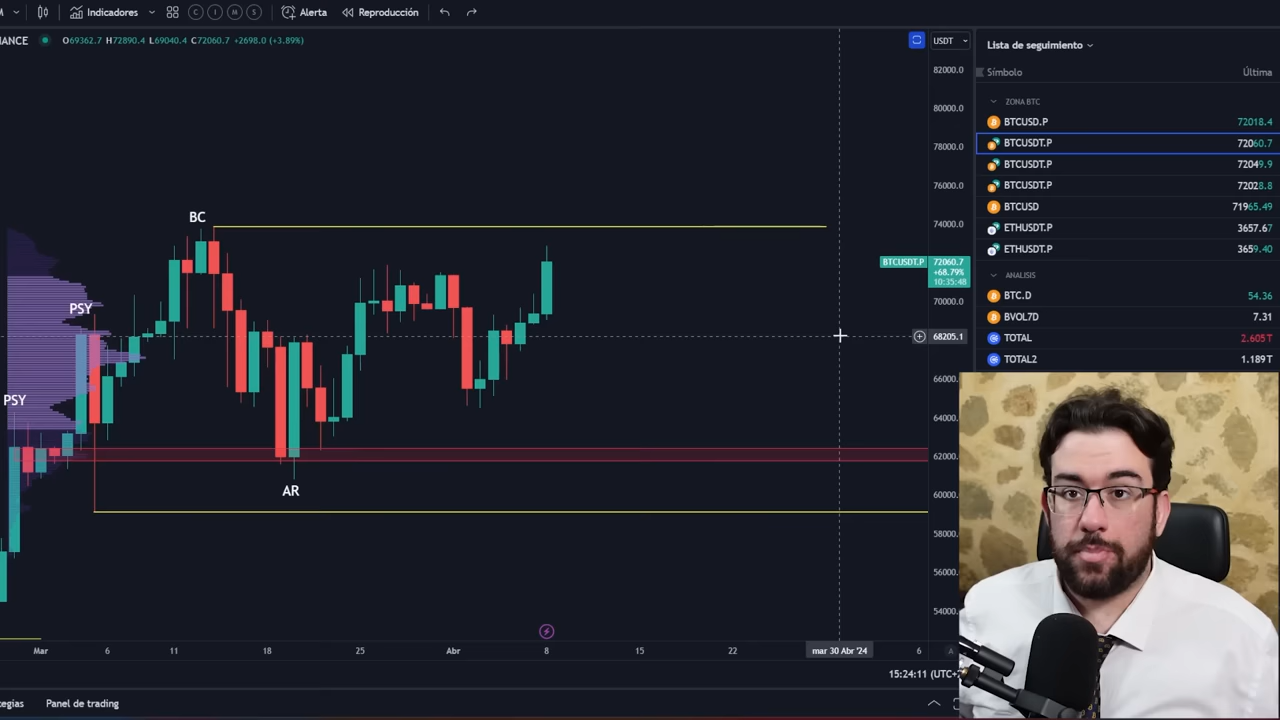 M
Indicadores
C I M S
Alerta
Reproducción
NANCE O69362.7 H72890.4 L69040.4 C72060.7 +2698.0 (+3.89%)
USDT
82000.0
80000.0
78000.0
76000.0
74000.0
BTCUSDT.P 72060.7
+68.79%
10:35:48
70000.0
68205.1
66000.0
64000.0
62000.0
60000.0
58000.0
56000.0
54000.0
BC
PSY
PSY
AR
Mar 6 11 18 25 Abr 8 15 22 mar 30 Abr '24 6 A
15:24:11 (UTC+2
tegias Panel de trading
Lista de seguimiento
Símbolo Última
ZONA BTC
BTCUSD.P 72018.4
BTCUSDT.P 72060.7
BTCUSDT.P 72049.9
BTCUSDT.P 72028.8
BTCUSD 71965.49
ETHUSDT.P 3657.67
ETHUSDT.P 3659.40
ANALISIS
BTC.D 54.36
BVOL7D 7.31
TOTAL 2.605T
TOTAL2 1.189T